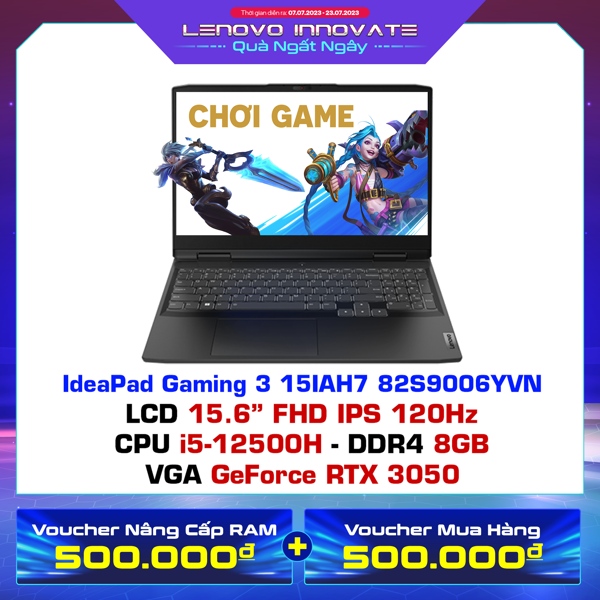 Thời gian diễn ra: 07.07.2023 - 23.07.2023
LENOVO INNOVATE
Quà Ngất Ngây
CHƠI GAME
Lenovo
IdeaPad Gaming 3 15IAH7 82S9006YVN
LCD 15.6” FHD IPS 120Hz
CPU i5-12500H - DDR4 8GB
VGA GeForce RTX 3050
Voucher Nâng Cấp RAM
500.000đ
+
Voucher Mua Hàng
500.000đ